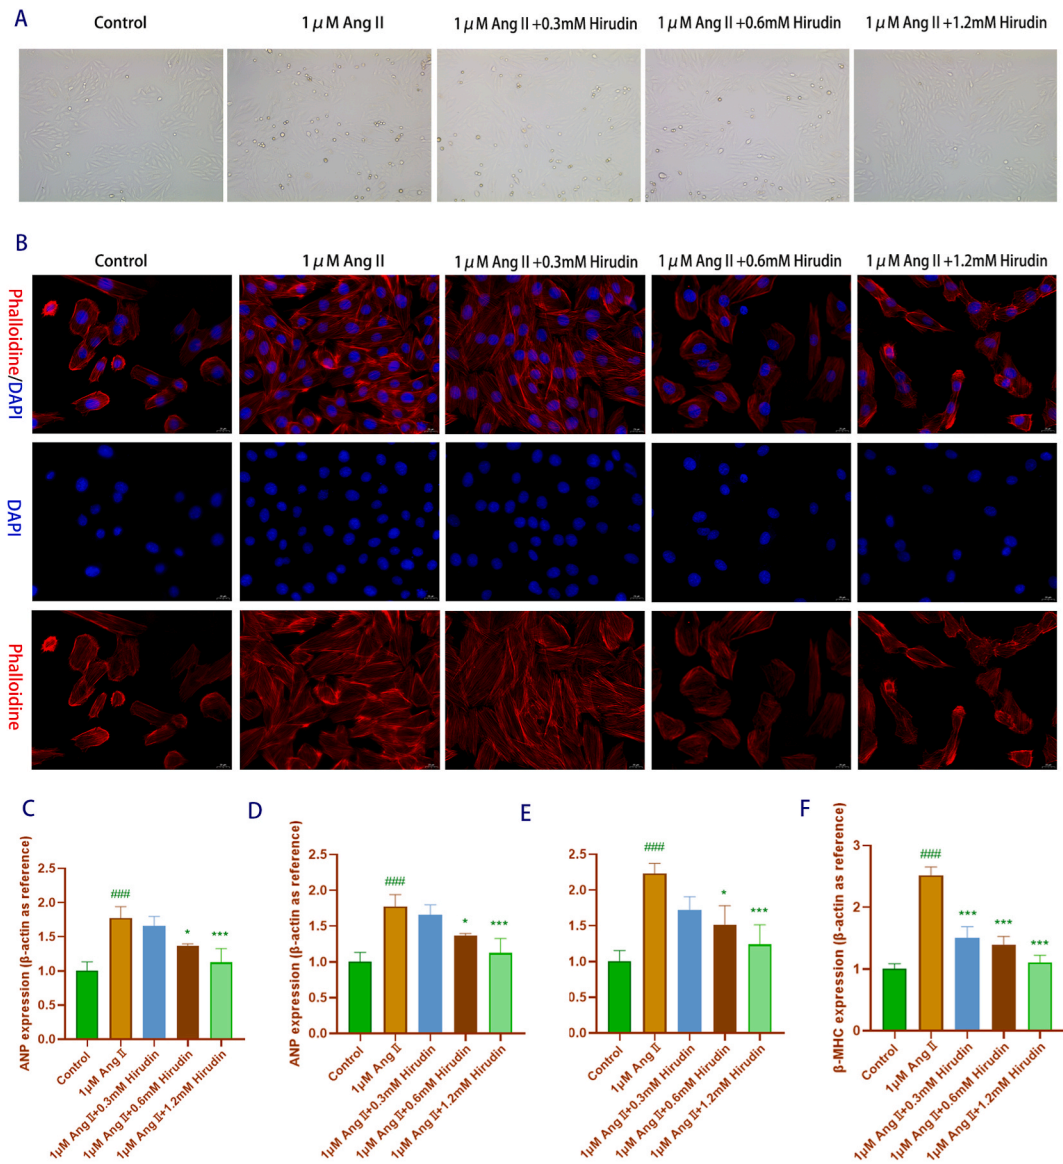 A
Control
1 μM Ang II
1 μM Ang II +0.3mM Hirudin
1 μM Ang II +0.6mM Hirudin
1 μM Ang II +1.2mM Hirudin
B
Control
1 μM Ang II
1 μM Ang II +0.3mM Hirudin
1 μM Ang II +0.6mM Hirudin
1 μM Ang II +1.2mM Hirudin
Phalloidine/DAPI
DAPI
Phalloidine
C
ANP expression (β-actin as reference)
2.5
2.0
1.5
1.0
0.5
0.0
###
*
***
Control
1μM Ang II
1μM Ang II+0.3mM Hirudin
1μM Ang II+0.6mM Hirudin
1μM Ang II+1.2mM Hirudin
D
ANP expression (β-actin as reference)
2.5
2.0
1.5
1.0
0.5
0.0
###
*
***
Control
1μM Ang II
1μM Ang II+0.3mM Hirudin
1μM Ang II+0.6mM Hirudin
1μM Ang II+1.2mM Hirudin
E
2.5
2.0
1.5
1.0
0.5
0.0
###
*
***
Control
1μM Ang II
1μM Ang II+0.3mM Hirudin
1μM Ang II+0.6mM Hirudin
1μM Ang II+1.2mM Hirudin
F
β-MHC expression (β-actin as reference)
3
2
1
0
###
***
***
***
Control
1μM Ang II
1μM Ang II+0.3mM Hirudin
1μM Ang II+0.6mM Hirudin
1μM Ang II+1.2mM Hirudin